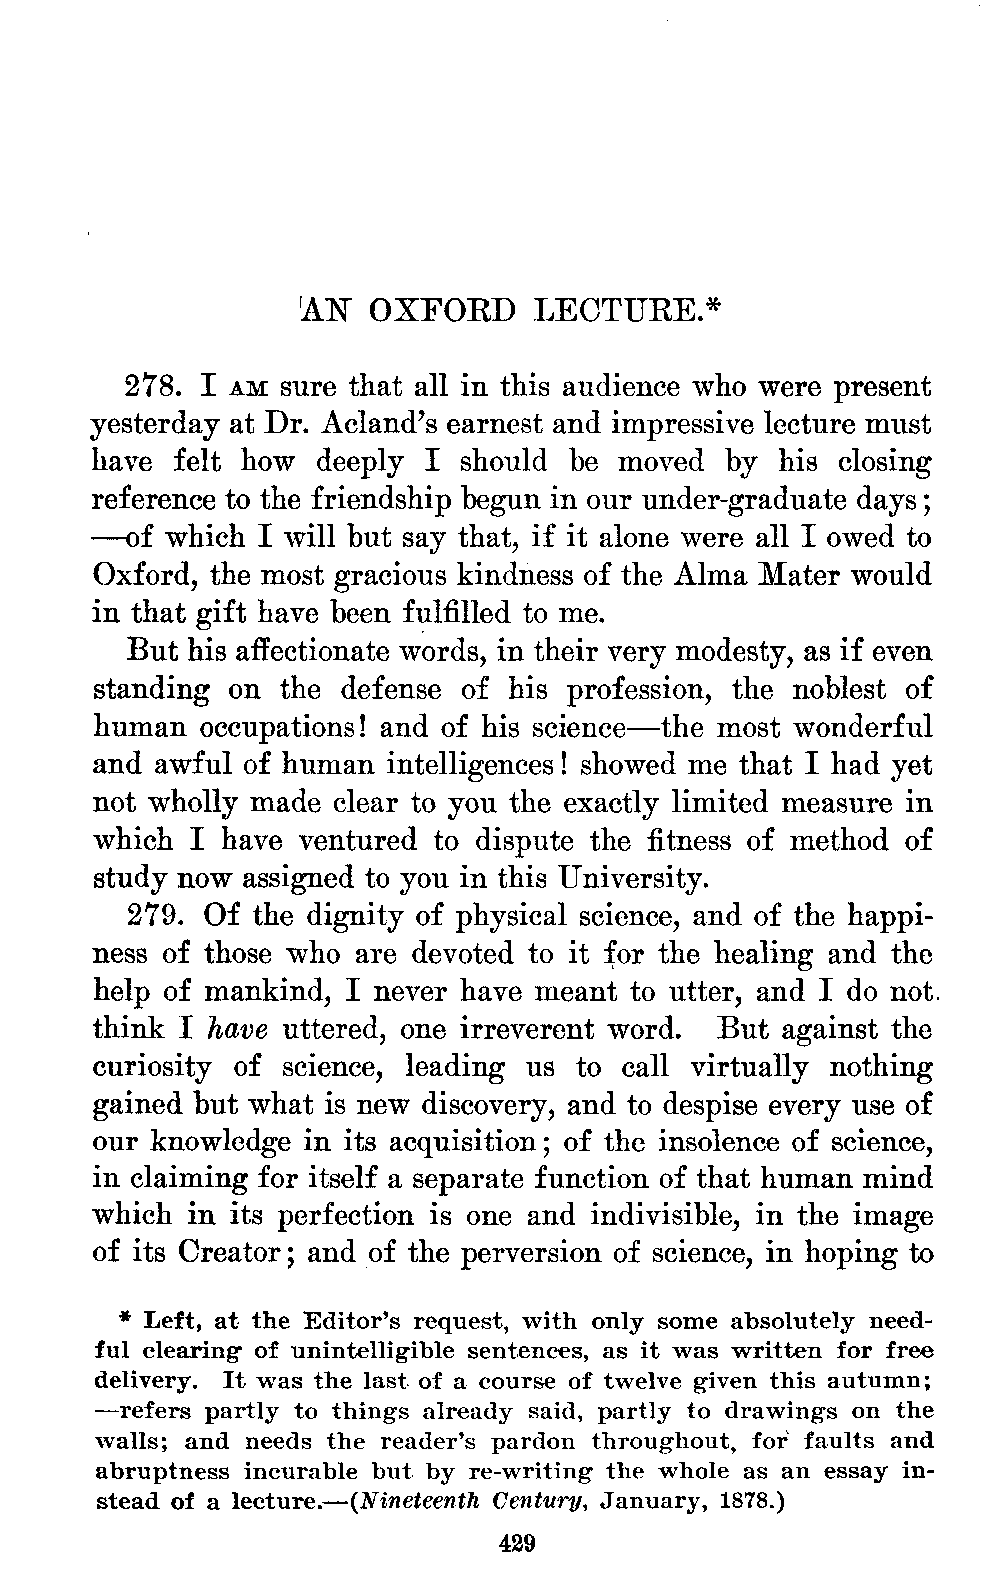 AN OXFORD LECTURE.*
278. I AM sure that all in this audience who were present
yesterday at Dr. Acland's earnest and impressive lecture must
have felt how deeply I should be moved by his closing
reference to the friendship begun in our under-graduate days;
—of which I will but say that, if it alone were all I owed to
Oxford, the most gracious kindness of the Alma Mater would
in that gift have been fulfilled to me.
But his affectionate words, in their very modesty, as if even
standing on the defense of his profession, the noblest of
human occupations! and of his science—the most wonderful
and awful of human intelligences! showed me that I had yet
not wholly made clear to you the exactly limited measure in
which I have ventured to dispute the fitness of method of
study now assigned to you in this University.
279. Of the dignity of physical science, and of the happi-
ness of those who are devoted to it for the healing and the
help of mankind, I never have meant to utter, and I do not
think I have uttered, one irreverent word. But against the
curiosity of science, leading us to call virtually nothing
gained but what is new discovery, and to despise every use of
our knowledge in its acquisition; of the insolence of science,
in claiming for itself a separate function of that human mind
which in its perfection is one and indivisible, in the image
of its Creator; and of the perversion of science, in hoping to
* Left, at the Editor's request, with only some absolutely need-
ful clearing of unintelligible sentences, as it was written for free
delivery. It was the last of a course of twelve given this autumn;
—refers partly to things already said, partly to drawings on the
walls; and needs the reader's pardon throughout, for faults and
abruptness incurable but by re-writing the whole as an essay in-
stead of a lecture.—(Nineteenth Century, January, 1878.)
429